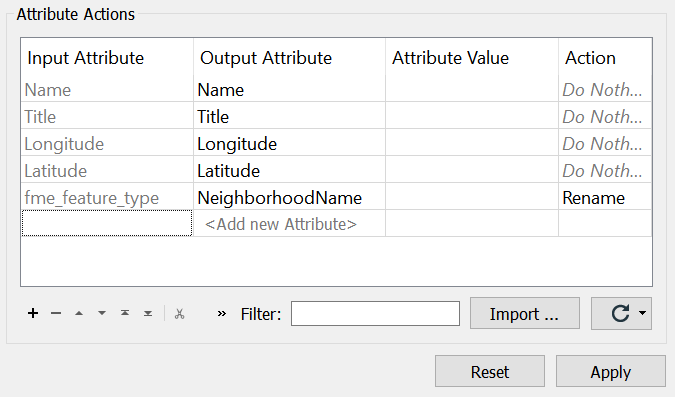 Attribute Actions
Input Attribute Output Attribute Attribute Value Action
Name Name Do Noth...
Title Title Do Noth...
Longitude Longitude Do Noth...
Latitude Latitude Do Noth...
fme_feature_type NeighborhoodName Rename
<Add new Attribute>
» Filter: Import ...
Reset Apply